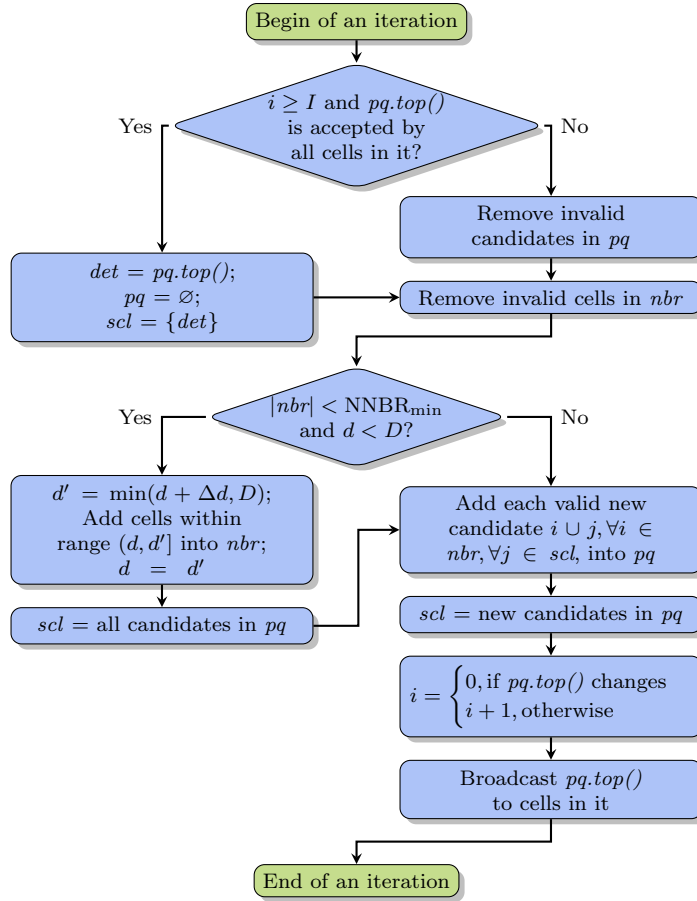 Begin of an iteration
i ≥ I and pq.top()
is accepted by
all cells in it?
Yes
No
Remove invalid
candidates in pq
det = pq.top();
pq = ∅;
scl = {det}
Remove invalid cells in nbr
|nbr| < NNBRmin
and d < D?
Yes
No
d′ = min(d + Δd, D);
Add cells within
range (d, d′] into nbr;
d = d′
scl = all candidates in pq
Add each valid new
candidate i ∪ j, ∀i ∈
nbr, ∀j ∈ scl, into pq
scl = new candidates in pq
i = { 0, if pq.top() changes
i + 1, otherwise
Broadcast pq.top()
to cells in it
End of an iteration